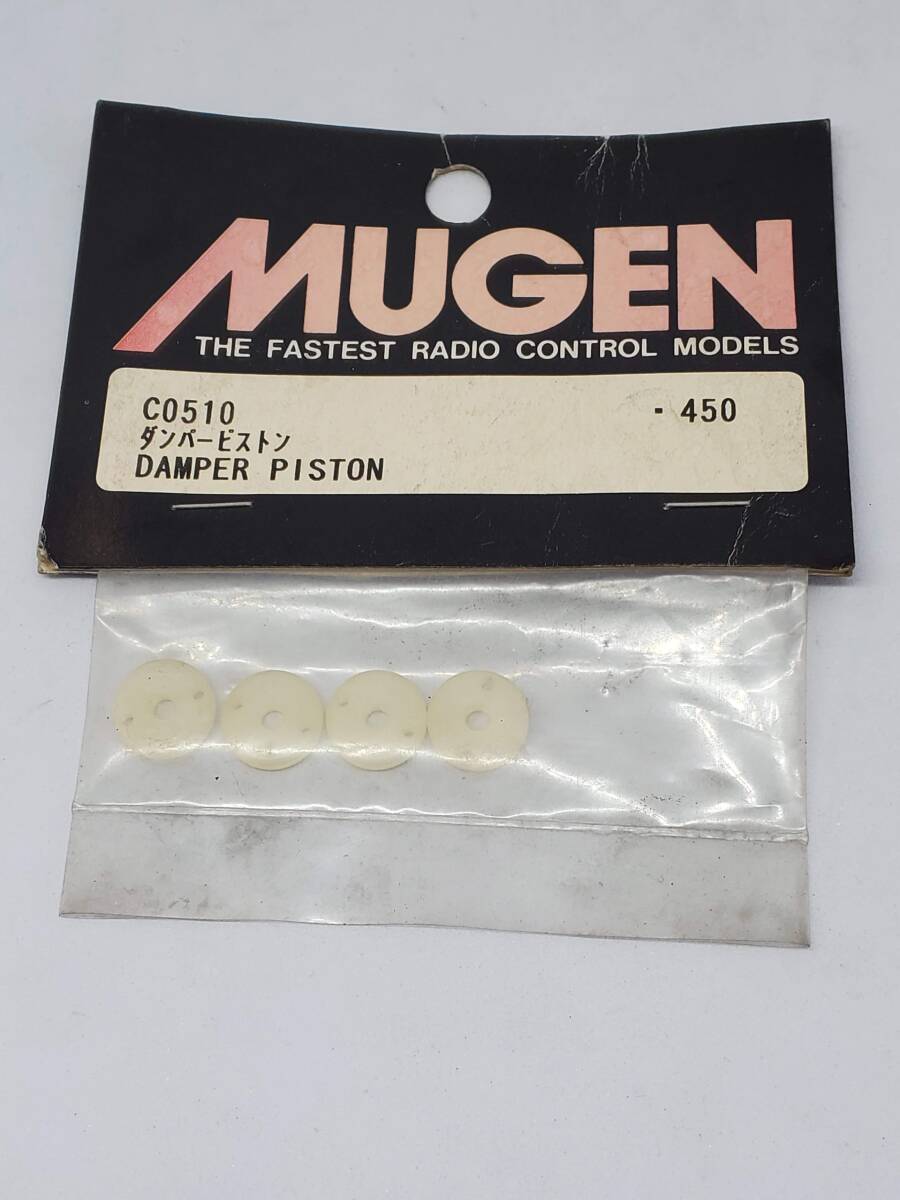 MUGEN
THE FASTEST RADIO CONTROL MODELS
C0510 - 450
ダンパーピストン
DAMPER PISTON